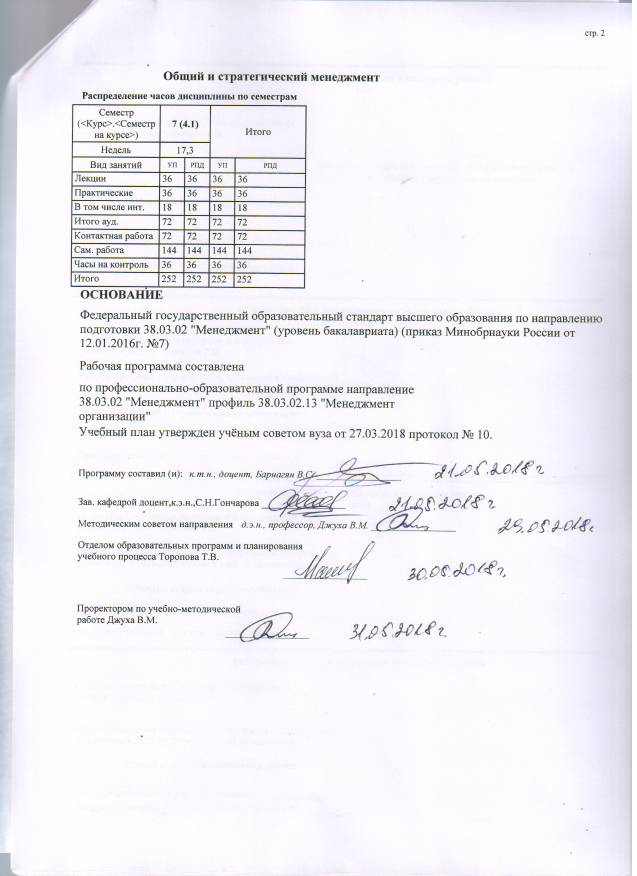 стр. 2
Общий и стратегический менеджмент
Распределение часов дисциплины по семестрам
Семестр (<Курс>.<Семестр на курсе>) 7 (4.1) Итого
Недель 17,3
Вид занятий УП РПД УП РПД
Лекции 36 36 36 36
Практические 36 36 36 36
В том числе инт. 18 18 18 18
Итого ауд. 72 72 72 72
Контактная работа 72 72 72 72
Сам. работа 144 144 144 144
Часы на контроль 36 36 36 36
Итого 252 252 252 252
ОСНОВАНИЕ
Федеральный государственный образовательный стандарт высшего образования по направлению
подготовки 38.03.02 "Менеджмент" (уровень бакалавриата) (приказ Минобрнауки России от
12.01.2016г. №7)
Рабочая программа составлена
по профессионально-образовательной программе направление
38.03.02 "Менеджмент" профиль 38.03.02.13 "Менеджмент
организации"
Учебный план утвержден учёным советом вуза от 27.03.2018 протокол № 10.
Программу составил (и): к.т.н., доцент, Барнагян В.С. 21.05.2018 г
Зав. кафедрой доцент,к.э.н.,С.Н.Гончарова 21.05.2018 г
Методическим советом направления д.э.н., профессор, Джуха В.М. 29.05.2018г
Отделом образовательных программ и планирования
учебного процесса Торопова Т.В.
30.05.2018г.
Проректором по учебно-методической
работе Джуха В.М. 31.05.2018 г.